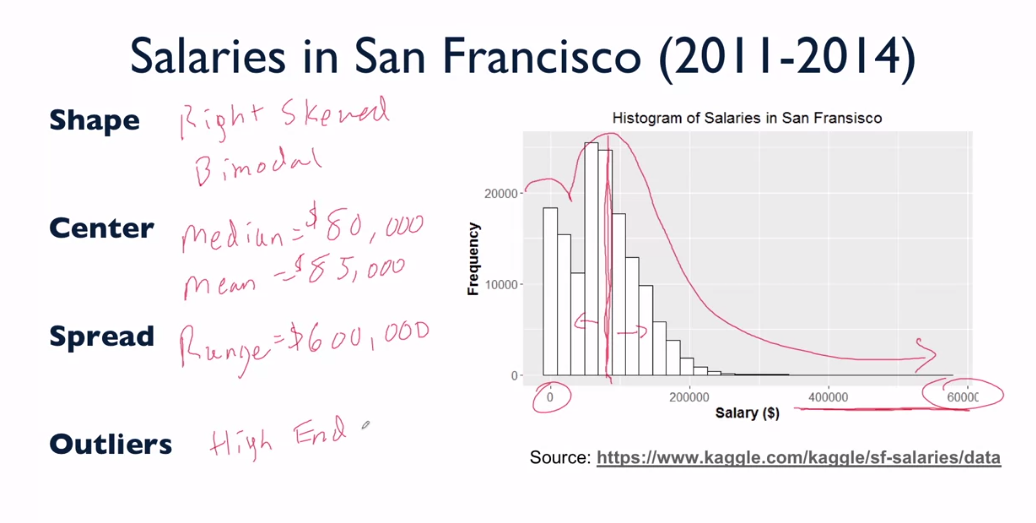 Salaries in San Francisco (2011-2014)
Shape Right Skewed
Bimodal
Center Median = $80,000
mean = $85,000
Spread Range = $600,000
Outliers High End
Histogram of Salaries in San Fransisco
Frequency
20000
10000
0
0 200000 400000 60000
Salary ($)
Source: https://www.kaggle.com/kaggle/sf-salaries/data